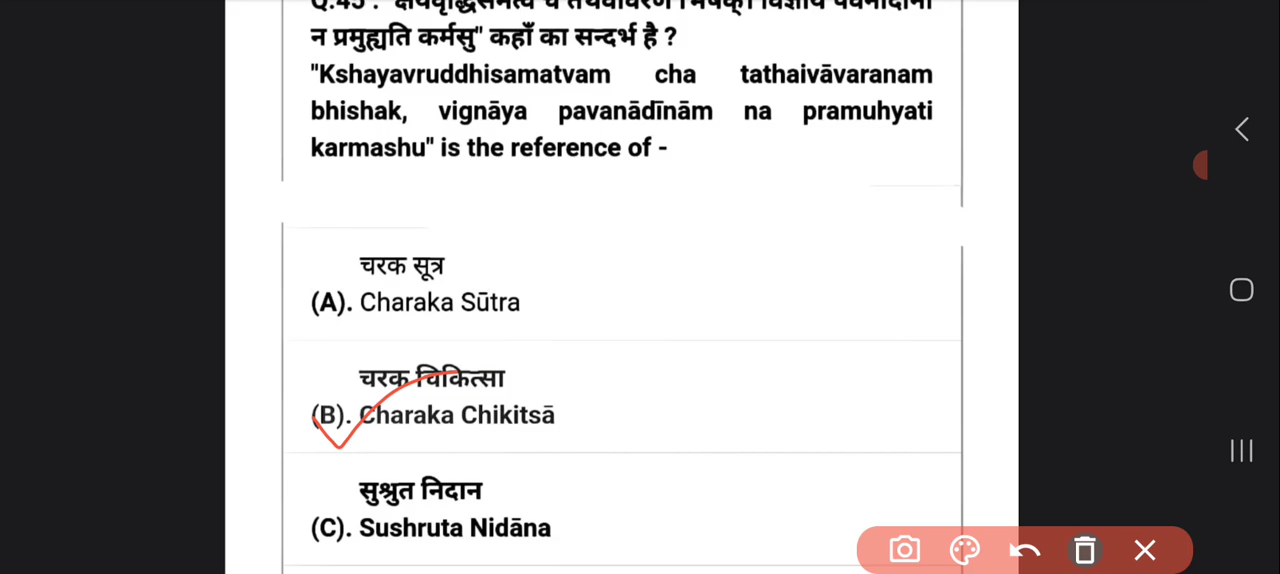 न प्रमुह्यति कर्मसु" कहाँ का सन्दर्भ है ?
"Kshayavruddhisamatvam cha tathaivāvaranam
bhishak, vignāya pavanādīnām na pramuhyati
karmashu" is the reference of -
चरक सूत्र
(A). Charaka Sūtra
चरक चिकित्सा
(B). Charaka Chikitsā
सुश्रुत निदान
(C). Sushruta Nidāna